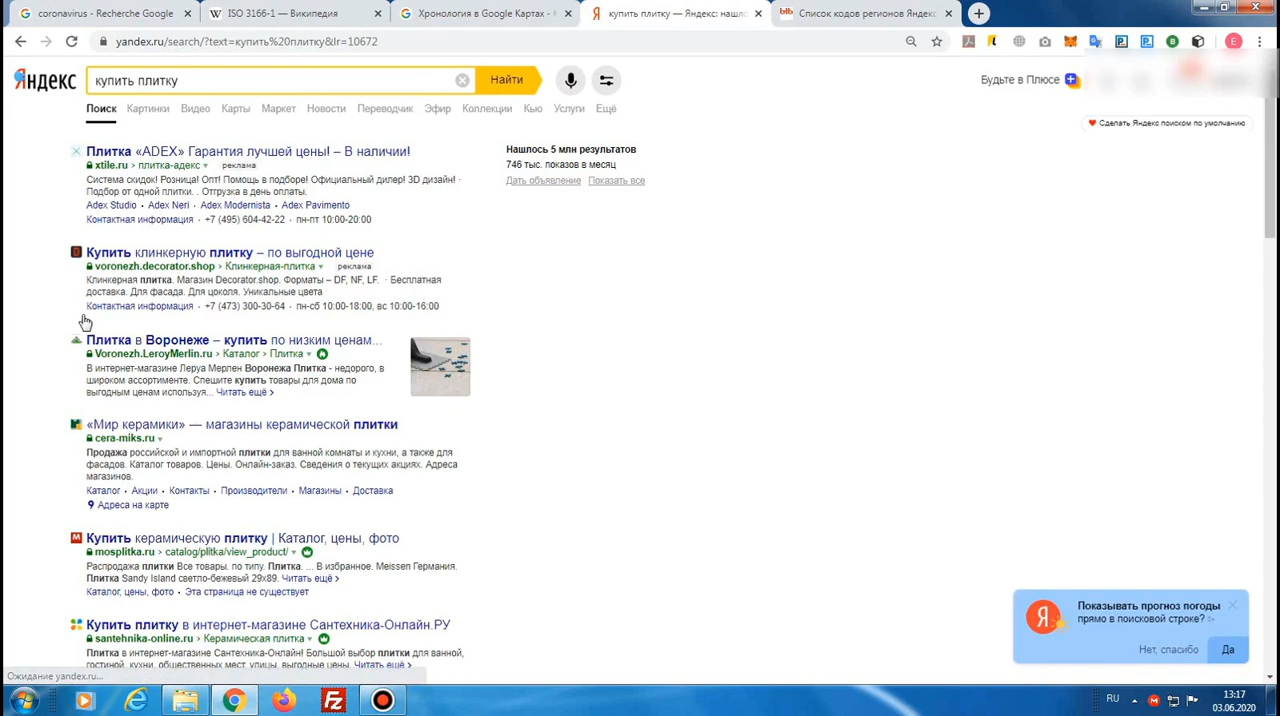 coronavirus - Recherche Google
ISO 3166-1 — Википедия
Хронология в Google Картах - К
купить плитку — Яндекс: нашло
Список кодов регионов Яндекс
yandex.ru/search/?text=купить%20плитку&lr=10672
Яндекс
купить плитку
Найти
Будьте в Плюсе
Поиск Картинки Видео Карты Маркет Новости Переводчик Эфир Коллекции Кью Услуги Ещё
Сделать Яндекс поиском по умолчанию
Плитка «ADEX» Гарантия лучшей цены! – В наличии!
xtile.ru › плитка-адекс реклама
Система скидок! Розница! Опт! Помощь в подборе! Официальный дилер! 3D дизайн! ·
Подбор от одной плитки. . Отгрузка в день оплаты.
Adex Studio · Adex Neri · Adex Modernista · Adex Pavimento
Контактная информация · +7 (495) 604-42-22 · пн-пт 10:00-20:00
Нашлось 5 млн результатов
746 тыс. показов в месяц
Дать объявление Показать все
Купить клинкерную плитку – по выгодной цене
voronezh.decorator.shop › Клинкерная-плитка реклама
Клинкерная плитка. Магазин Decorator.shop. Форматы – DF, NF, LF. · Бесплатная
доставка. Для фасада. Для цоколя. Уникальные цвета
Контактная информация · +7 (473) 300-30-64 · пн-сб 10:00-18:00, вс 10:00-16:00
Плитка в Воронеже – купить по низким ценам...
Voronezh.LeroyMerlin.ru › Каталог › Плитка
В интернет-магазине Леруа Мерлен Воронежа Плитка - недорого, в
широком ассортименте. Спешите купить товары для дома по
выгодным ценам используя... Читать ещё ›
«Мир керамики» — магазины керамической плитки
cera-miks.ru
Продажа российской и импортной плитки для ванной комнаты и кухни, а также для
фасадов. Каталог товаров. Цены. Онлайн-заказ. Сведения о текущих акциях. Адреса
магазинов.
Каталог · Акции · Контакты · Производители · Магазины · Доставка
Адреса на карте
Купить керамическую плитку | Каталог, цены, фото
mosplitka.ru › catalog/plitka/view_product/
Распродажа плитки Все товары. по типу. Плитка. ... В избранное. Meissen Германия.
Плитка Sandy Island светло-бежевый 29х89. Читать ещё ›
Каталог, цены, фото · Эта страница не существует
Купить плитку в интернет-магазине Сантехника-Онлайн.РУ
santehnika-online.ru › Керамическая плитка
Плитка в интернет-магазине Сантехника-Онлайн! Большой выбор плитки для ванной,
гостиной, кухни, общественных мест, улицы, выгодные цены. Читать ещё ›
Показывать прогноз погоды
прямо в поисковой строке?
Нет, спасибо
Да
Ожидание yandex.ru...
RU
13:17
03.06.2020